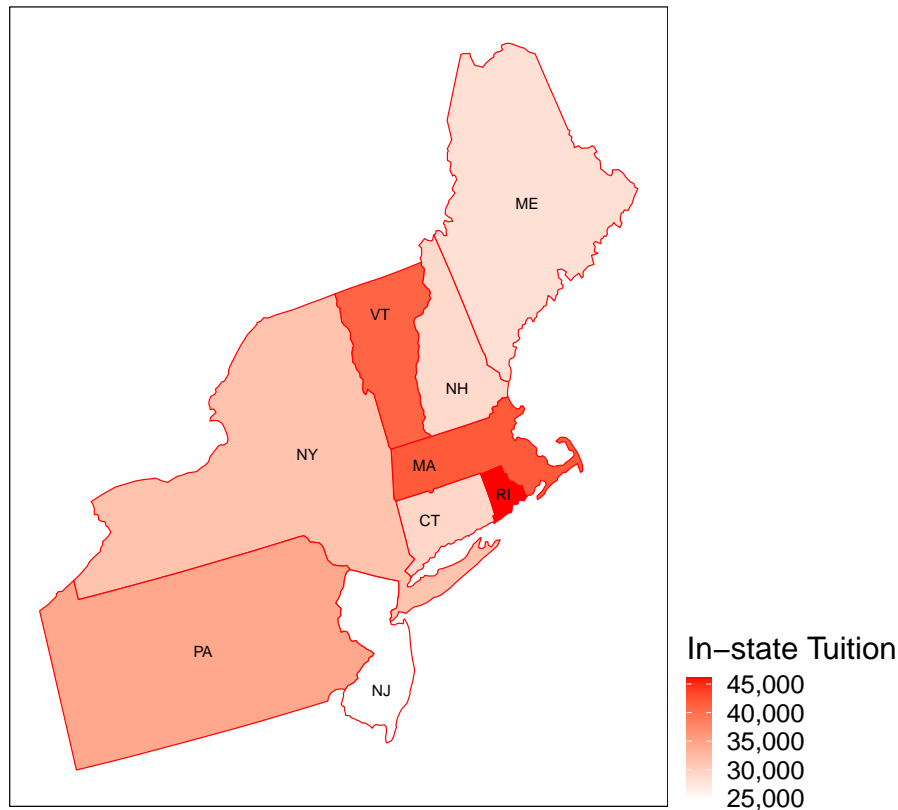 ME
VT
NH
NY
MA
RI
CT
PA
NJ
In−state Tuition
45,000
40,000
35,000
30,000
25,000